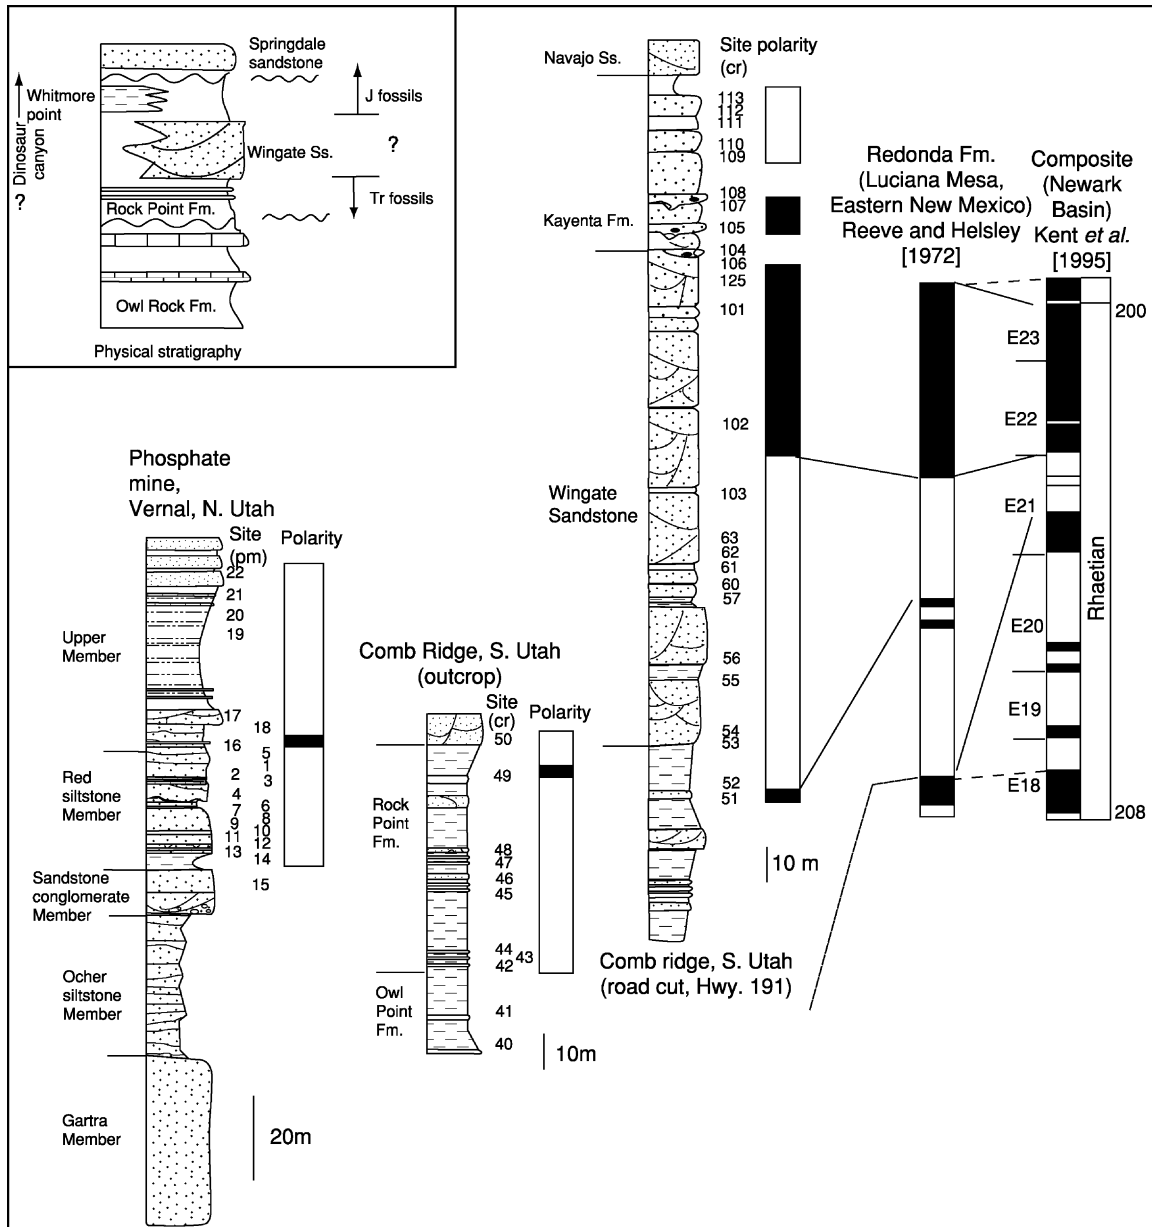 Springdale
sandstone
Whitmore
point
J fossils
Dinosaur
canyon
?
Wingate Ss.
?
Rock Point Fm.
Tr fossils
Owl Rock Fm.
Physical stratigraphy
Phosphate
mine,
Vernal, N. Utah
Site
(pm)
Polarity
22
21
20
19
17
18
16
5
1
2
3
4
7
6
8
9
10
11
12
13
14
15
Upper
Member
Red
siltstone
Member
Sandstone
conglomerate
Member
Ocher
siltstone
Member
Gartra
Member
20m
Comb Ridge, S. Utah
(outcrop)
Site
(cr)
Polarity
50
49
48
47
46
45
44
43
42
41
40
Rock
Point
Fm.
Owl
Point
Fm.
10m
Site polarity
(cr)
Navajo Ss.
113
112
111
110
109
108
107
105
Kayenta Fm.
104
106
125
101
102
103
Wingate
Sandstone
63
62
61
60
57
56
55
54
53
52
51
10 m
Comb ridge, S. Utah
(road cut, Hwy. 191)
Redonda Fm.
(Luciana Mesa,
Eastern New Mexico)
Reeve and Helsley
[1972]
Composite
(Newark
Basin)
Kent et al.
[1995]
200
E23
E22
E21
E20
E19
E18
Rhaetian
208